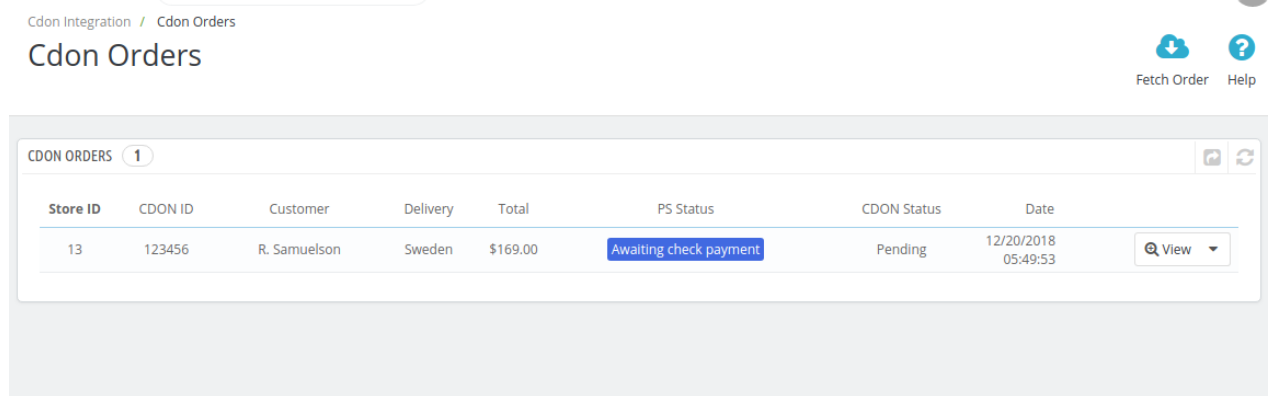 Cdon Integration / Cdon Orders
Cdon Orders
Fetch Order Help
CDON ORDERS 1
Store ID CDON ID Customer Delivery Total PS Status CDON Status Date
13 123456 R. Samuelson Sweden $169.00 Awaiting check payment Pending 12/20/2018 View
05:49:53